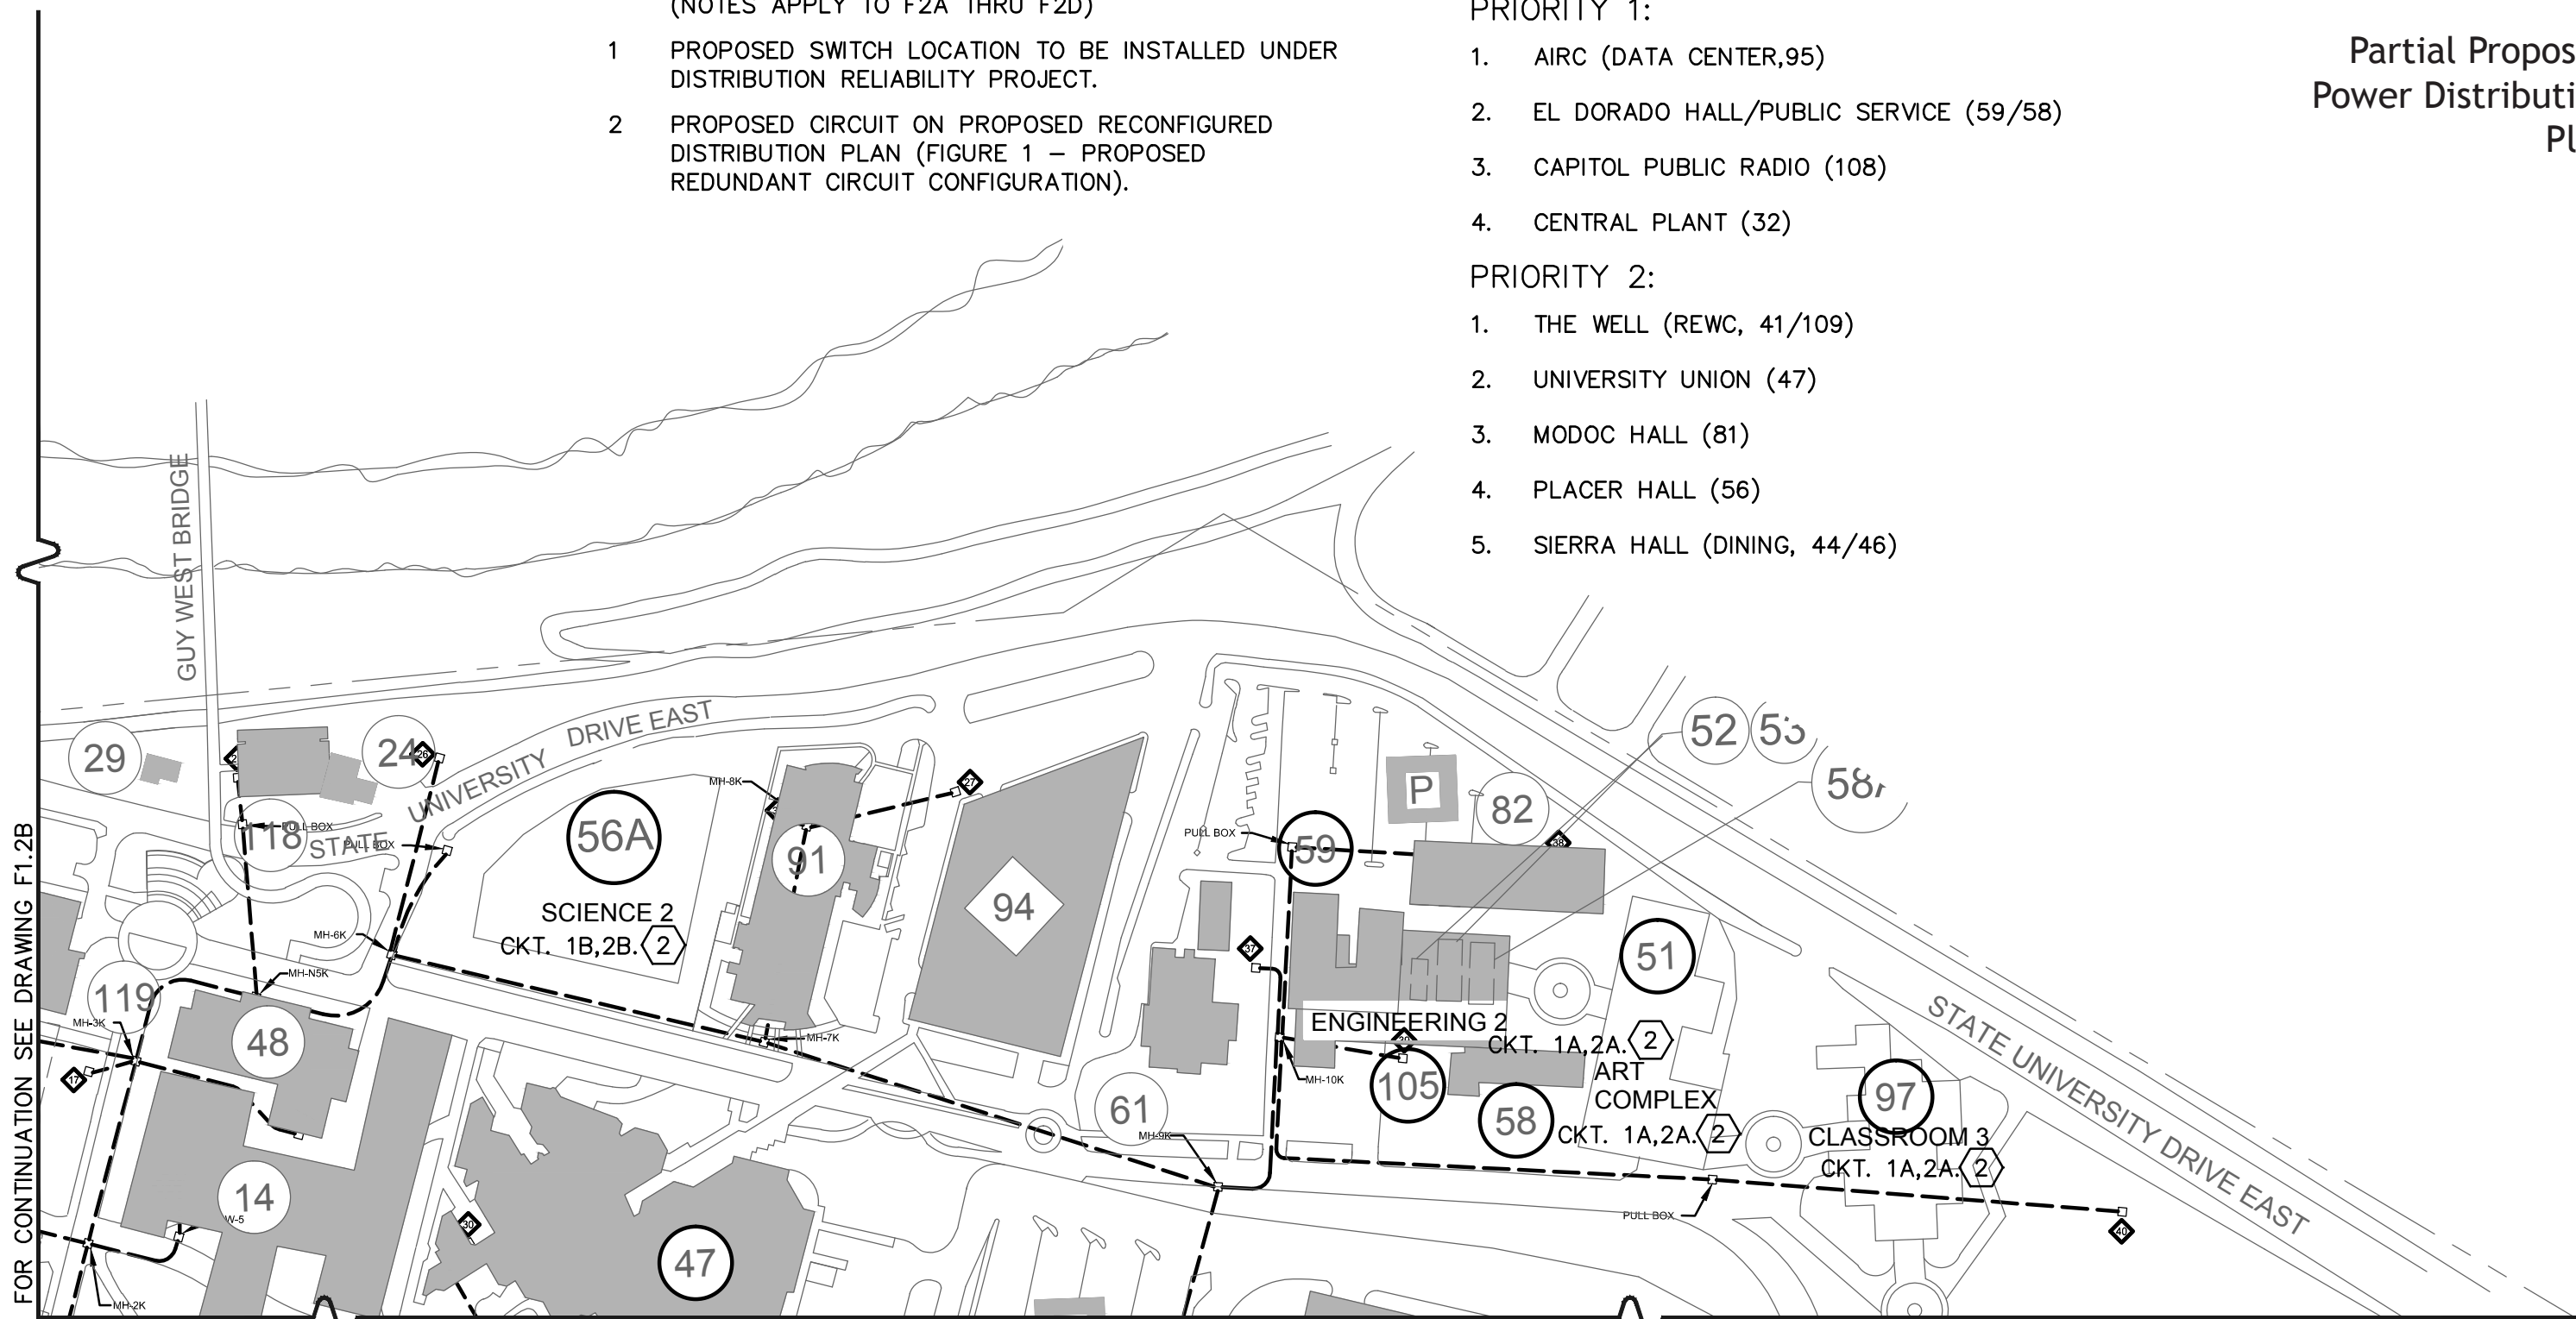 (NOTES APPLY TO F2A THRU F2D)
1 PROPOSED SWITCH LOCATION TO BE INSTALLED UNDER
DISTRIBUTION RELIABILITY PROJECT.
2 PROPOSED CIRCUIT ON PROPOSED RECONFIGURED
DISTRIBUTION PLAN (FIGURE 1 – PROPOSED
REDUNDANT CIRCUIT CONFIGURATION).
PRIORITY 1:
1. AIRC (DATA CENTER,95)
2. EL DORADO HALL/PUBLIC SERVICE (59/58)
3. CAPITOL PUBLIC RADIO (108)
4. CENTRAL PLANT (32)
PRIORITY 2:
1. THE WELL (REWC, 41/109)
2. UNIVERSITY UNION (47)
3. MODOC HALL (81)
4. PLACER HALL (56)
5. SIERRA HALL (DINING, 44/46)
Partial Propos
Power Distributi
Pl
GUY WEST BRIDGE
FOR CONTINUATION SEE DRAWING F1.2B
29
24
26
118
PULL BOX
STATE UNIVERSITY DRIVE EAST
PULL BOX
56A
SCIENCE 2
CKT. 1B,2B. 2
MH-8K
91
27
94
MH-6K
MH-N5K
119
MH-3K
48
17
MH-7K
14
W-5
30
47
MH-2K
61
MH-9K
PULL BOX
59
P
82
38
52
53
58
37
51
ENGINEERING 2
CKT. 1A,2A. 2
MH-10K
105
58
ART
COMPLEX
CKT. 1A,2A. 2
97
CLASSROOM 3
CKT. 1A,2A. 2
PULL BOX
40
STATE UNIVERSITY DRIVE EAST